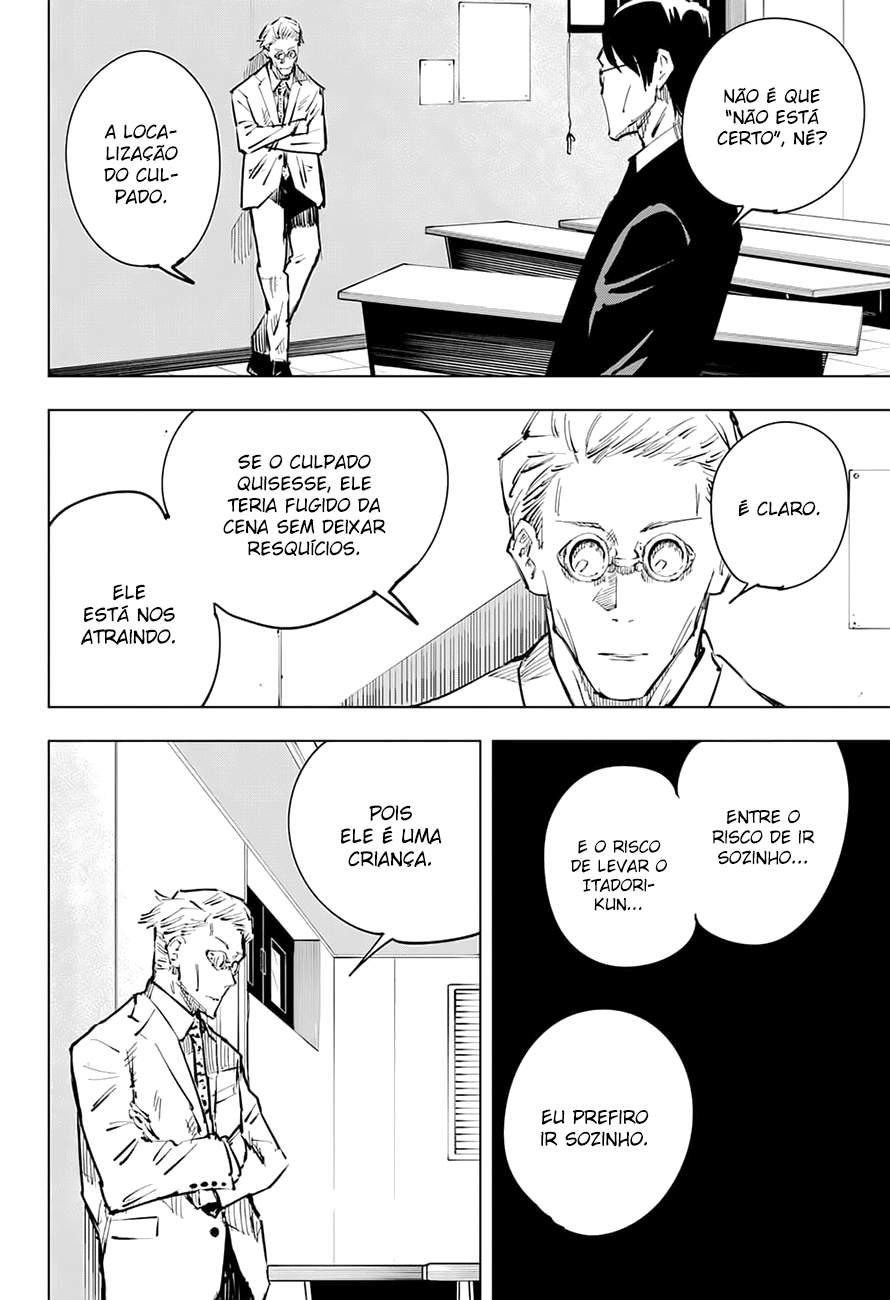 NÃO É QUE
"NÃO ESTÁ
CERTO", NÉ?
A LOCA-
LIZAÇÃO
DO CUL-
PADO.
É CLARO.
SE O CULPADO
QUISESSE, ELE
TERIA FUGIDO DA
CENA SEM DEIXAR
RESQUÍCIOS.
ELE
ESTÁ NOS
ATRAINDO.
ENTRE O
RISCO DE IR
SOZINHO...
E O RISCO
DE LEVAR O
ITADORI-
KUN...
EU PREFIRO
IR SOZINHO.
POIS
ELE É UMA
CRIANÇA.